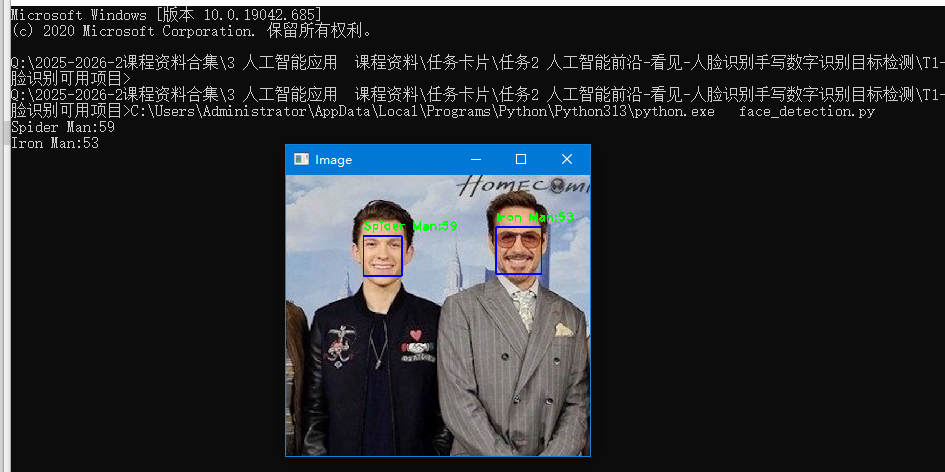 Microsoft Windows [版本 10.0.19042.685]
(c) 2020 Microsoft Corporation. 保留所有权利。
Q:\2025-2026-2课程资料合集\3 人工智能应用  课程资料\任务卡片\任务2 人工智能前沿-看见-人脸识别手写数字识别目标检测\T1-
脸识别可用项目>
Q:\2025-2026-2课程资料合集\3 人工智能应用  课程资料\任务卡片\任务2 人工智能前沿-看见-人脸识别手写数字识别目标检测\T1-
脸识别可用项目>C:\Users\Administrator\AppData\Local\Programs\Python\Python313\python.exe   face_detection.py
Spider Man:59
Iron Man:53
Image
HOMECOMI
Iron Man:53
Spider Man:59